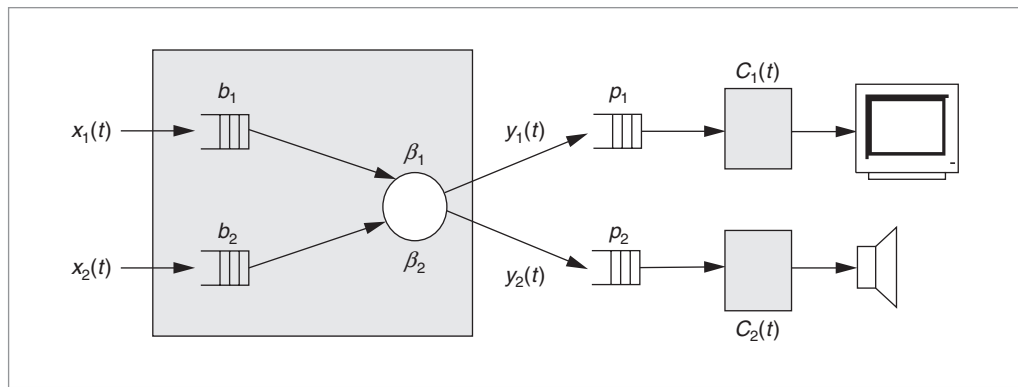 b₁
p₁
C₁(t)
x₁(t)
y₁(t)
β₁
b₂
p₂
β₂
x₂(t)
y₂(t)
C₂(t)